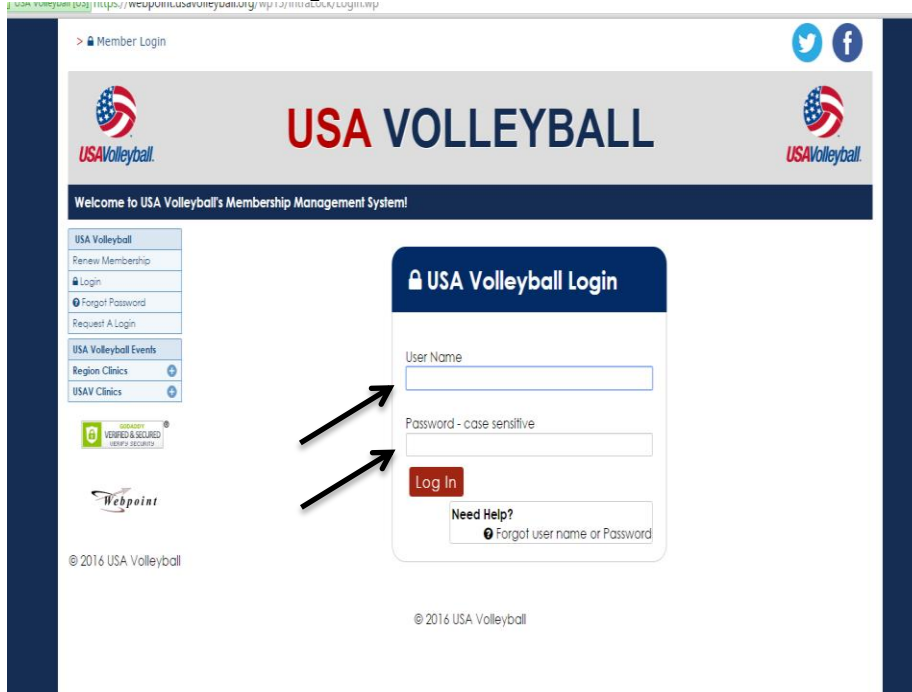 https://webpoint.usavolleyball.org/wp15/IntraLock/Login.wp
> Member Login
USAVolleyball.
USA VOLLEYBALL
USAVolleyball.
Welcome to USA Volleyball's Membership Management System!
USA Volleyball
Renew Membership
Login
Forgot Password
Request A Login
USA Volleyball Events
Region Clinics
USAV Clinics
GODADDY
VERIFIED & SECURED
VERIFY SECURITY
Webpoint
© 2016 USA Volleyball
USA Volleyball Login
User Name
Password - case sensitive
Log In
Need Help?
Forgot user name or Password
© 2016 USA Volleyball